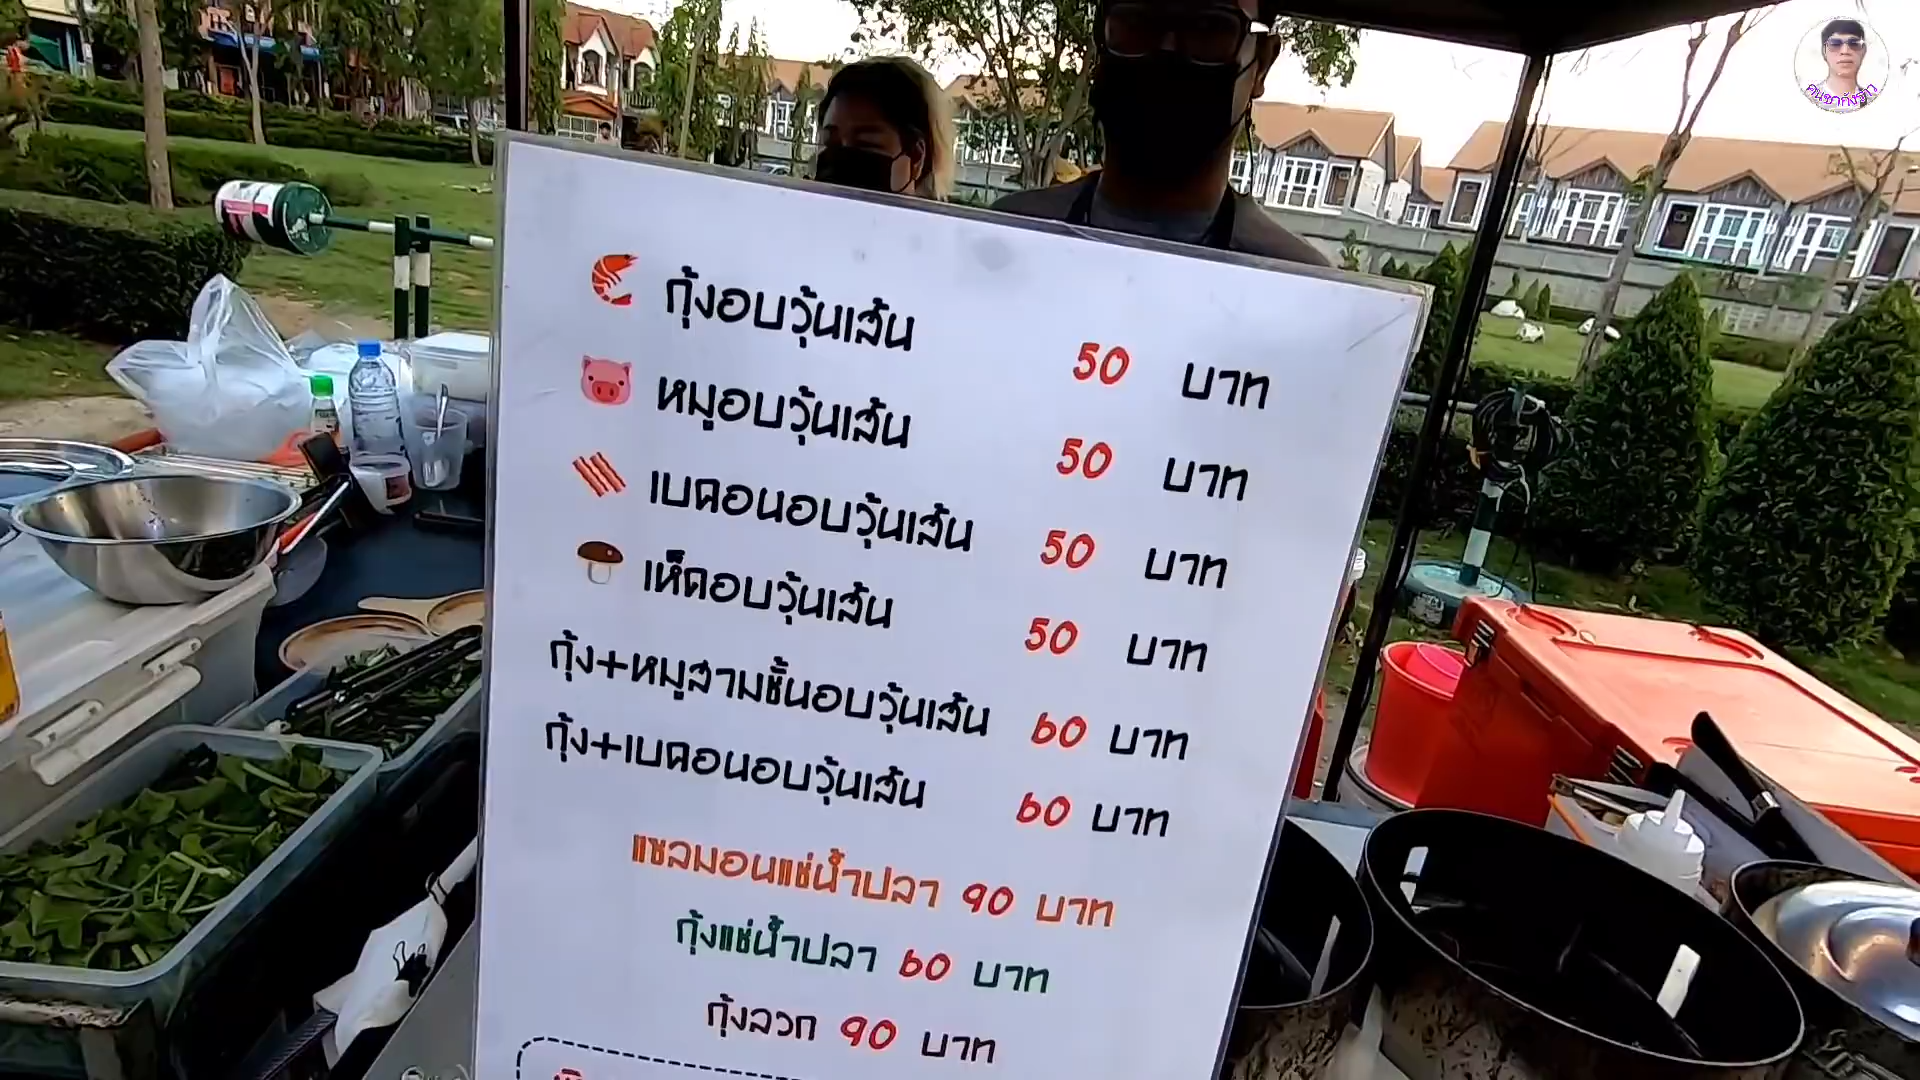 กุ้งอบวุ้นเส้น 50 บาท
หมูอบวุ้นเส้น 50 บาท
เบคอนอบวุ้นเส้น 50 บาท
เห็ดอบวุ้นเส้น 50 บาท
กุ้ง+หมูสามชั้นอบวุ้นเส้น 60 บาท
กุ้ง+เบคอนอบวุ้นเส้น 60 บาท
แซลมอนแช่น้ำปลา 90 บาท
กุ้งแช่น้ำปลา 60 บาท
กุ้งลวก 90 บาท